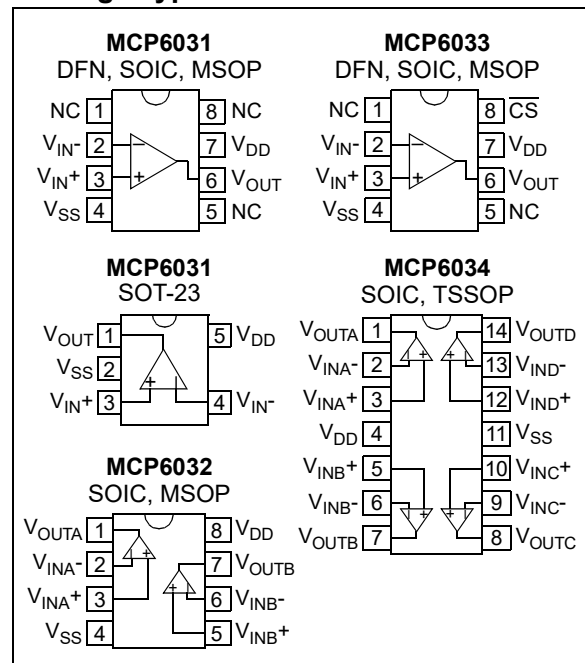 MCP6031
DFN, SOIC, MSOP
NC 1 8 NC
VIN- 2 7 VDD
VIN+ 3 6 VOUT
VSS 4 5 NC
MCP6033
DFN, SOIC, MSOP
NC 1 8 CS
VIN- 2 7 VDD
VIN+ 3 6 VOUT
VSS 4 5 NC
MCP6031
SOT-23
VOUT 1 5 VDD
VSS 2
VIN+ 3 4 VIN-
MCP6034
SOIC, TSSOP
VOUTA 1 14 VOUTD
VINA- 2 13 VIND-
VINA+ 3 12 VIND+
VDD 4 11 VSS
VINB+ 5 10 VINC+
VINB- 6 9 VINC-
VOUTB 7 8 VOUTC
MCP6032
SOIC, MSOP
VOUTA 1 8 VDD
VINA- 2 7 VOUTB
VINA+ 3 6 VINB-
VSS 4 5 VINB+